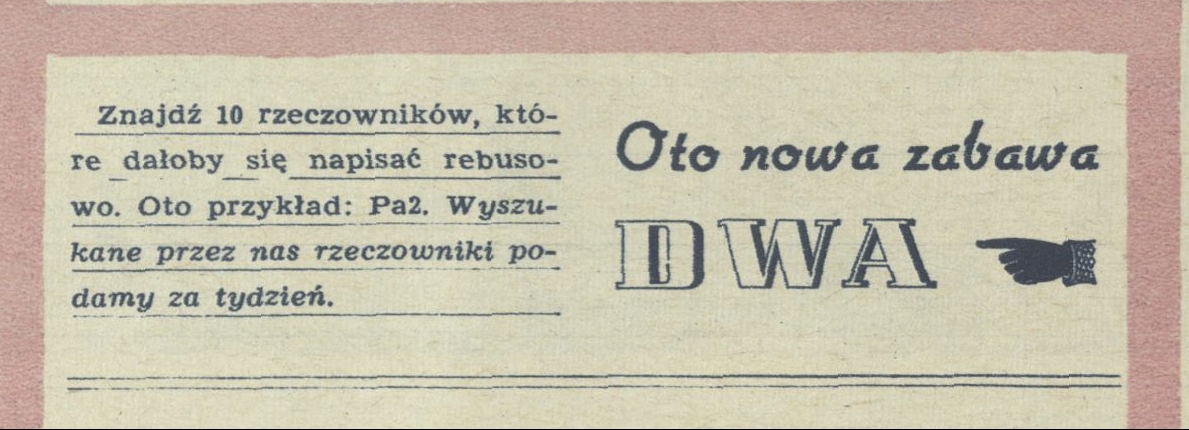 Znajdź 10 rzeczowników, któ-
re dałoby się napisać rebuso-
wo. Oto przykład: Pa2. Wyszu-
kane przez nas rzeczowniki po-
damy za tydzień.
Oto nowa zabawa
DWA